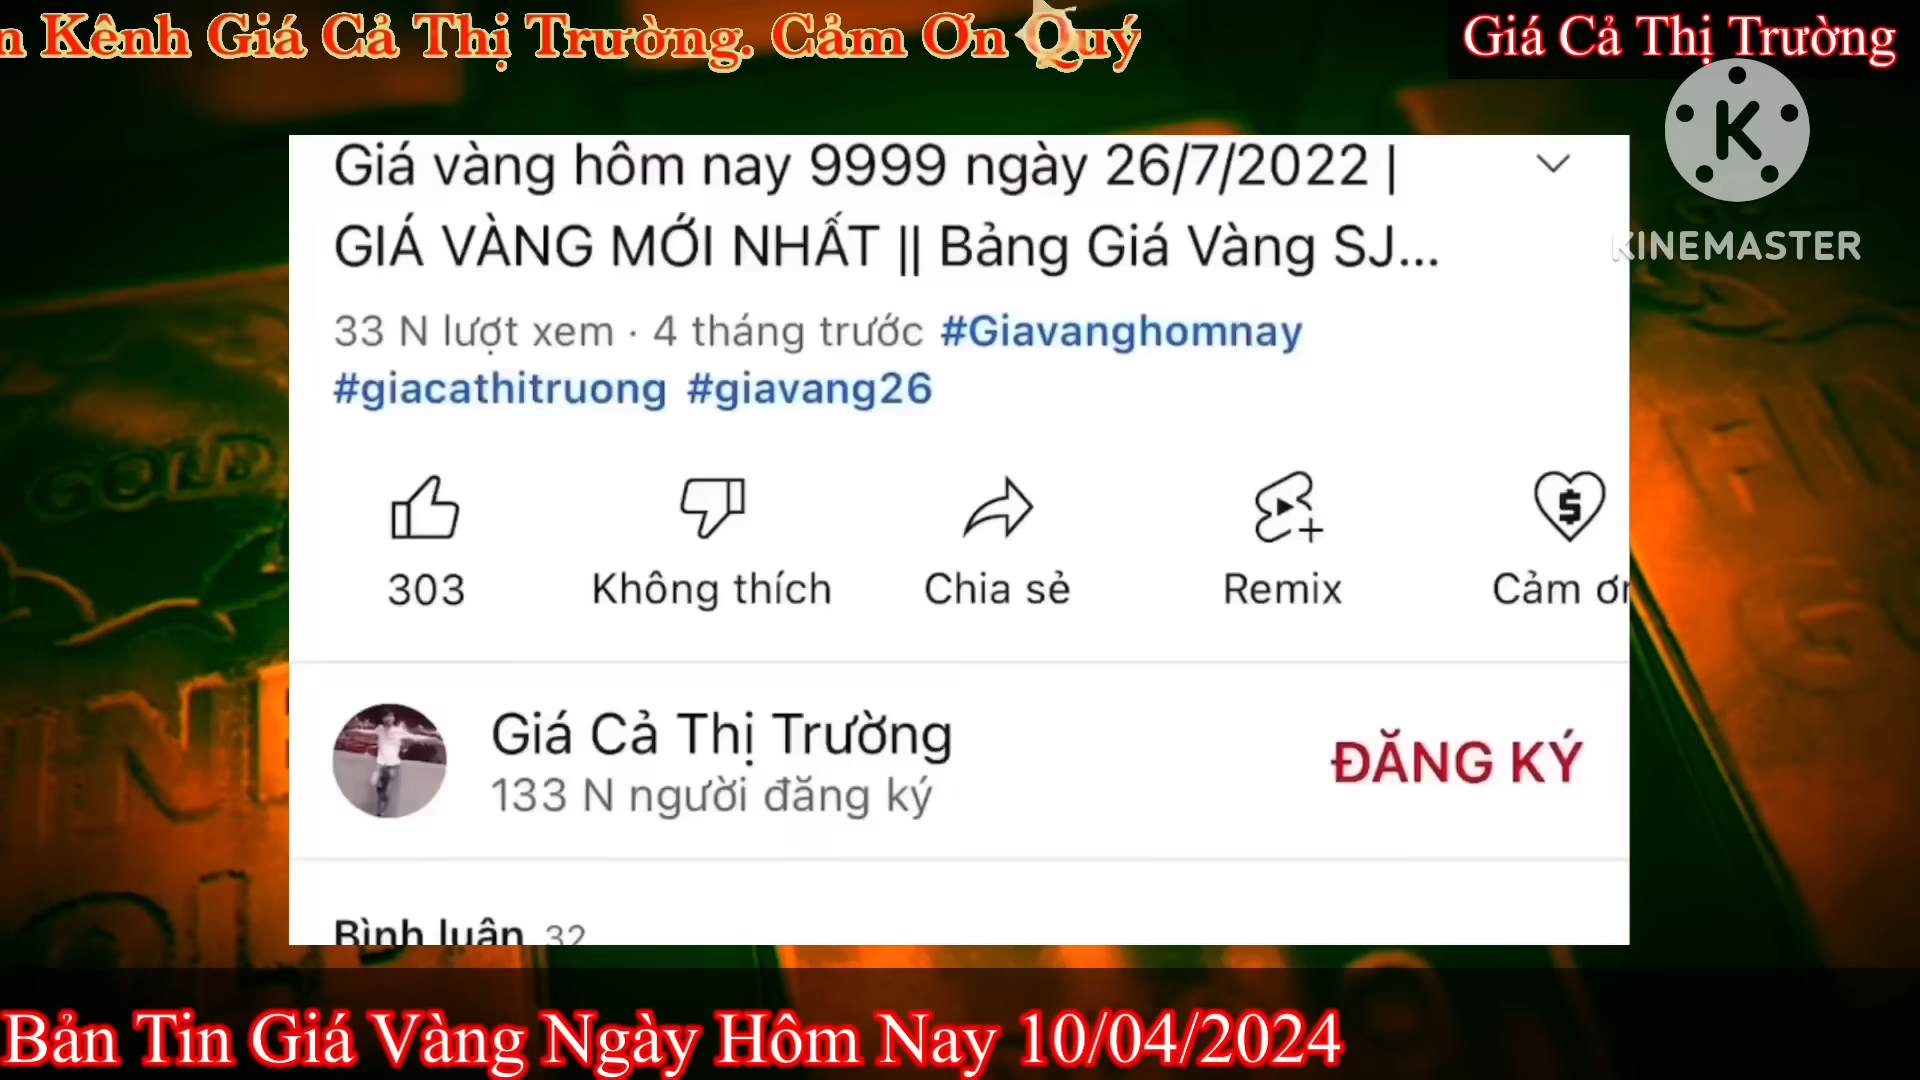 n Kênh Giá Cả Thị Trường. Cảm Ơn Quý
Giá Cả Thị Trường
K
KINEMASTER
Giá vàng hôm nay 9999 ngày 26/7/2022 |
GIÁ VÀNG MỚI NHẤT || Bảng Giá Vàng SJ...
33 N lượt xem · 4 tháng trước #Giavanghomnay
#giacathitruong #giavang26
303 Không thích Chia sẻ Remix Cảm ơn
Giá Cả Thị Trường
133 N người đăng ký
ĐĂNG KÝ
Bình luận 32
GOLD
FINE
Bản Tin Giá Vàng Ngày Hôm Nay 10/04/2024